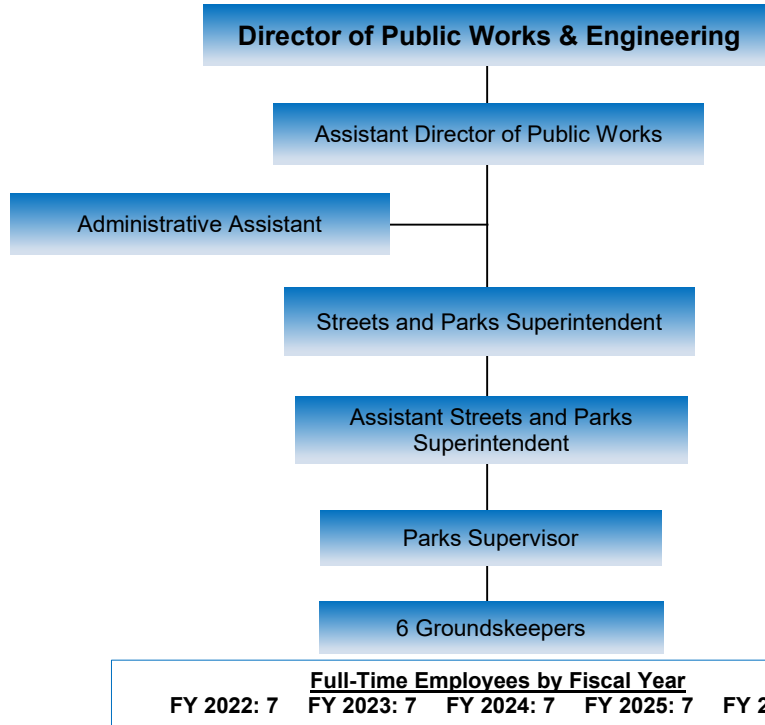 Director of Public Works & Engineering
Assistant Director of Public Works
Administrative Assistant
Streets and Parks Superintendent
Assistant Streets and Parks
Superintendent
Parks Supervisor
6 Groundskeepers
Full-Time Employees by Fiscal Year
FY 2022: 7 FY 2023: 7 FY 2024: 7 FY 2025: 7 FY